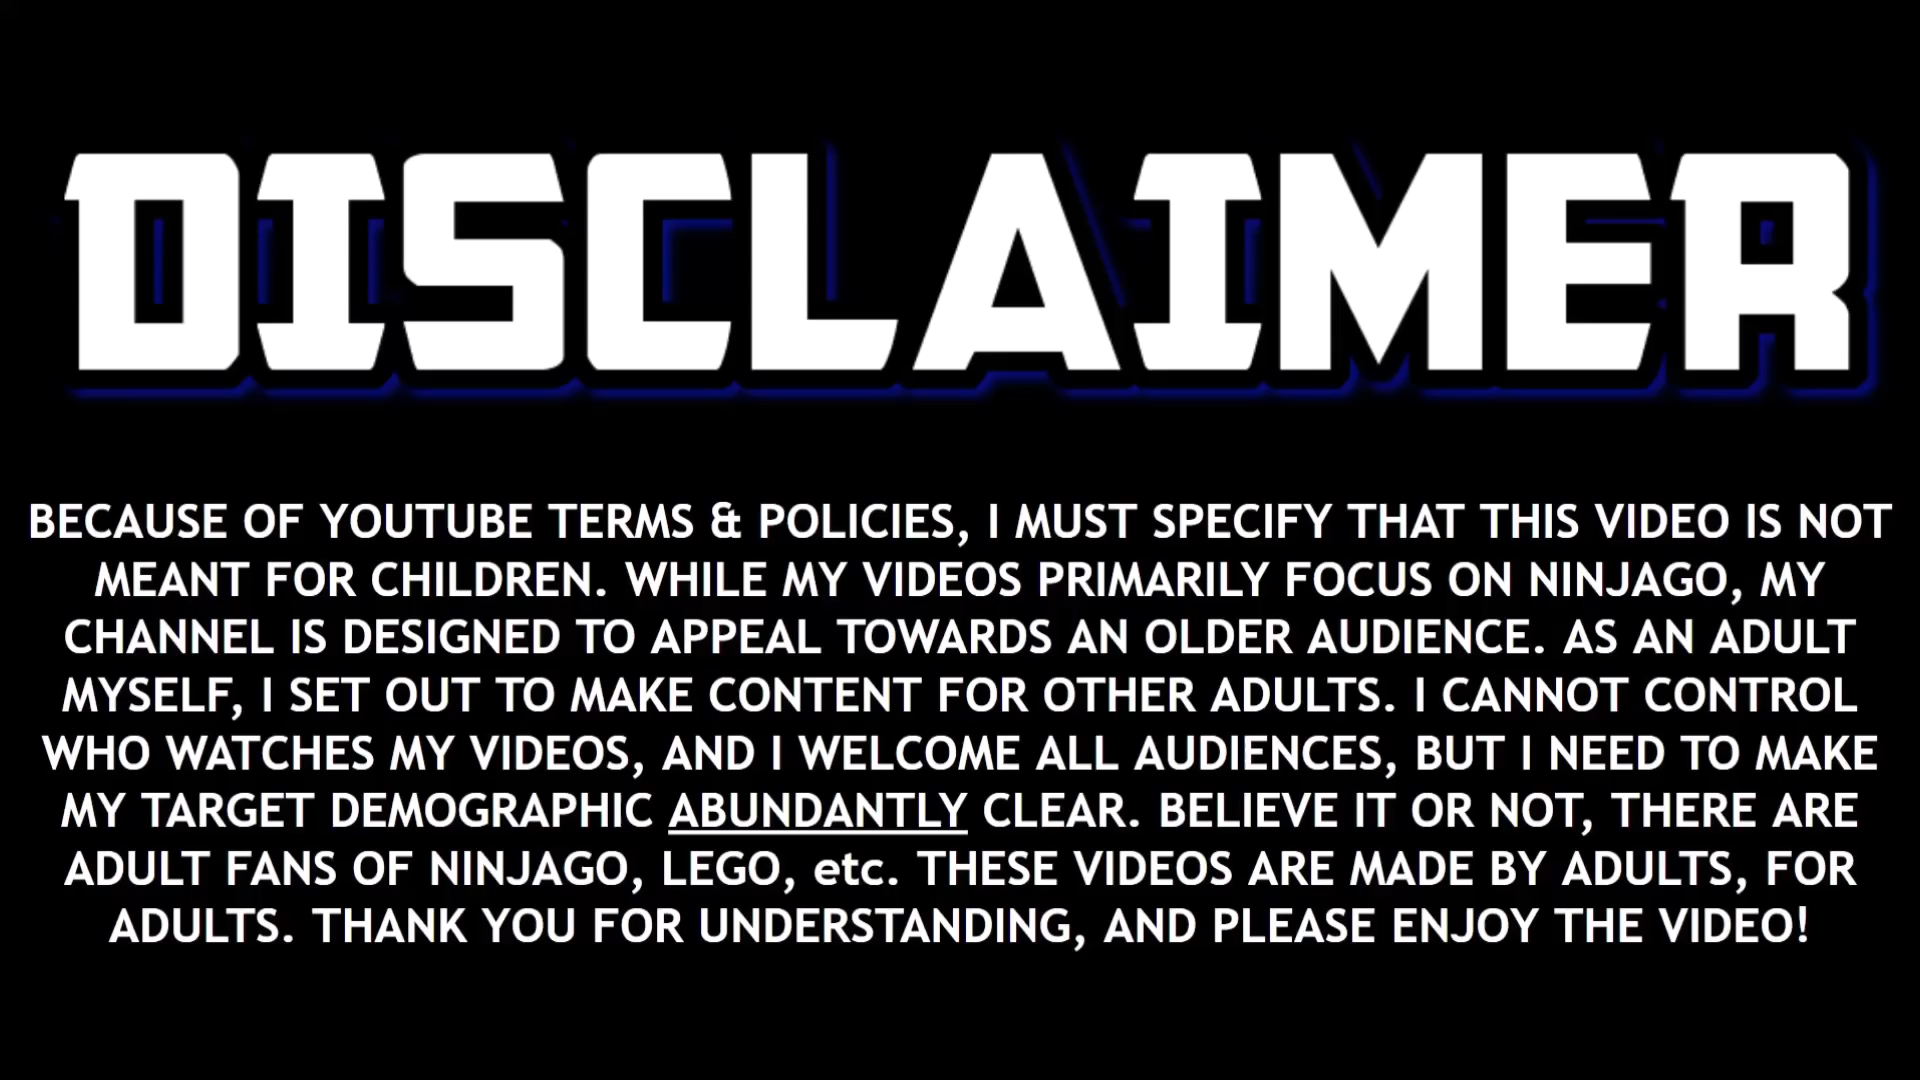 DISCLAIMER
BECAUSE OF YOUTUBE TERMS & POLICIES, I MUST SPECIFY THAT THIS VIDEO IS NOT
MEANT FOR CHILDREN. WHILE MY VIDEOS PRIMARILY FOCUS ON NINJAGO, MY
CHANNEL IS DESIGNED TO APPEAL TOWARDS AN OLDER AUDIENCE. AS AN ADULT
MYSELF, I SET OUT TO MAKE CONTENT FOR OTHER ADULTS. I CANNOT CONTROL
WHO WATCHES MY VIDEOS, AND I WELCOME ALL AUDIENCES, BUT I NEED TO MAKE
MY TARGET DEMOGRAPHIC ABUNDANTLY CLEAR. BELIEVE IT OR NOT, THERE ARE
ADULT FANS OF NINJAGO, LEGO, etc. THESE VIDEOS ARE MADE BY ADULTS, FOR
ADULTS. THANK YOU FOR UNDERSTANDING, AND PLEASE ENJOY THE VIDEO!